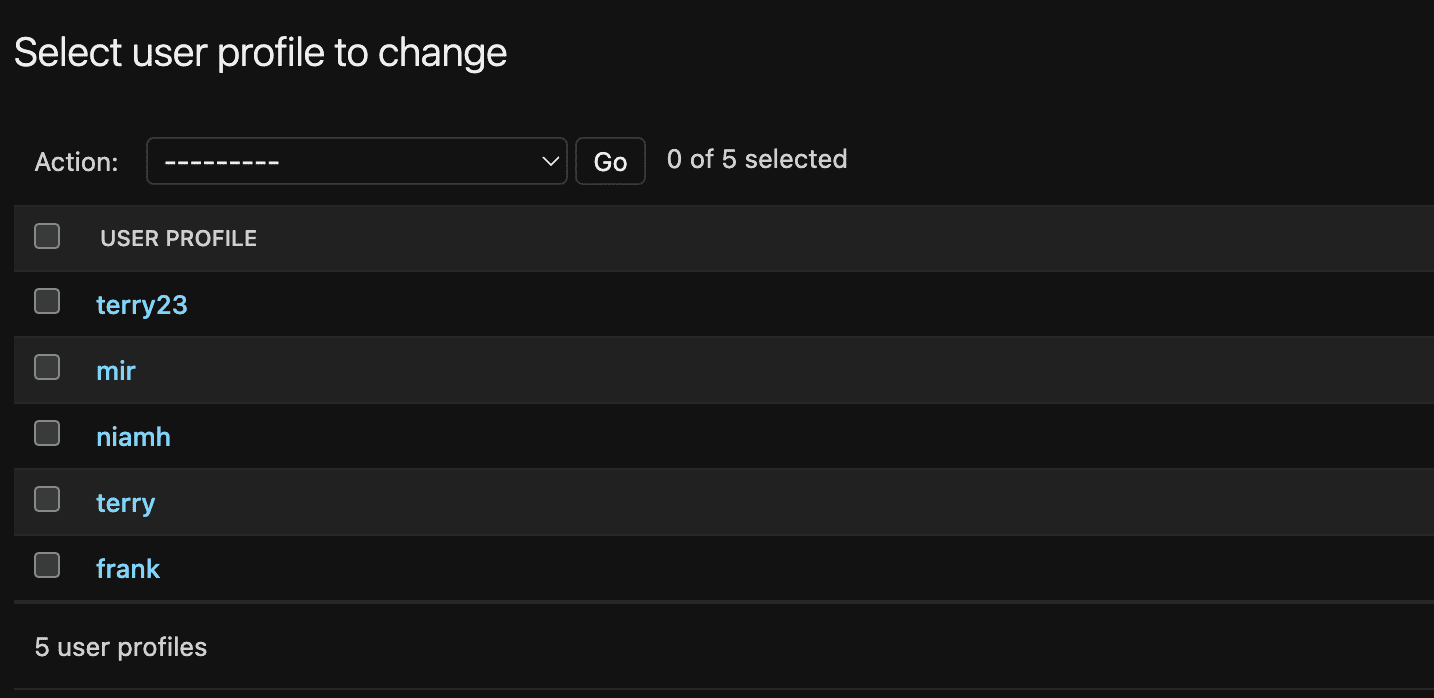 Select user profile to change
Action: --------- Go 0 of 5 selected
USER PROFILE
terry23
mir
niamh
terry
frank
5 user profiles